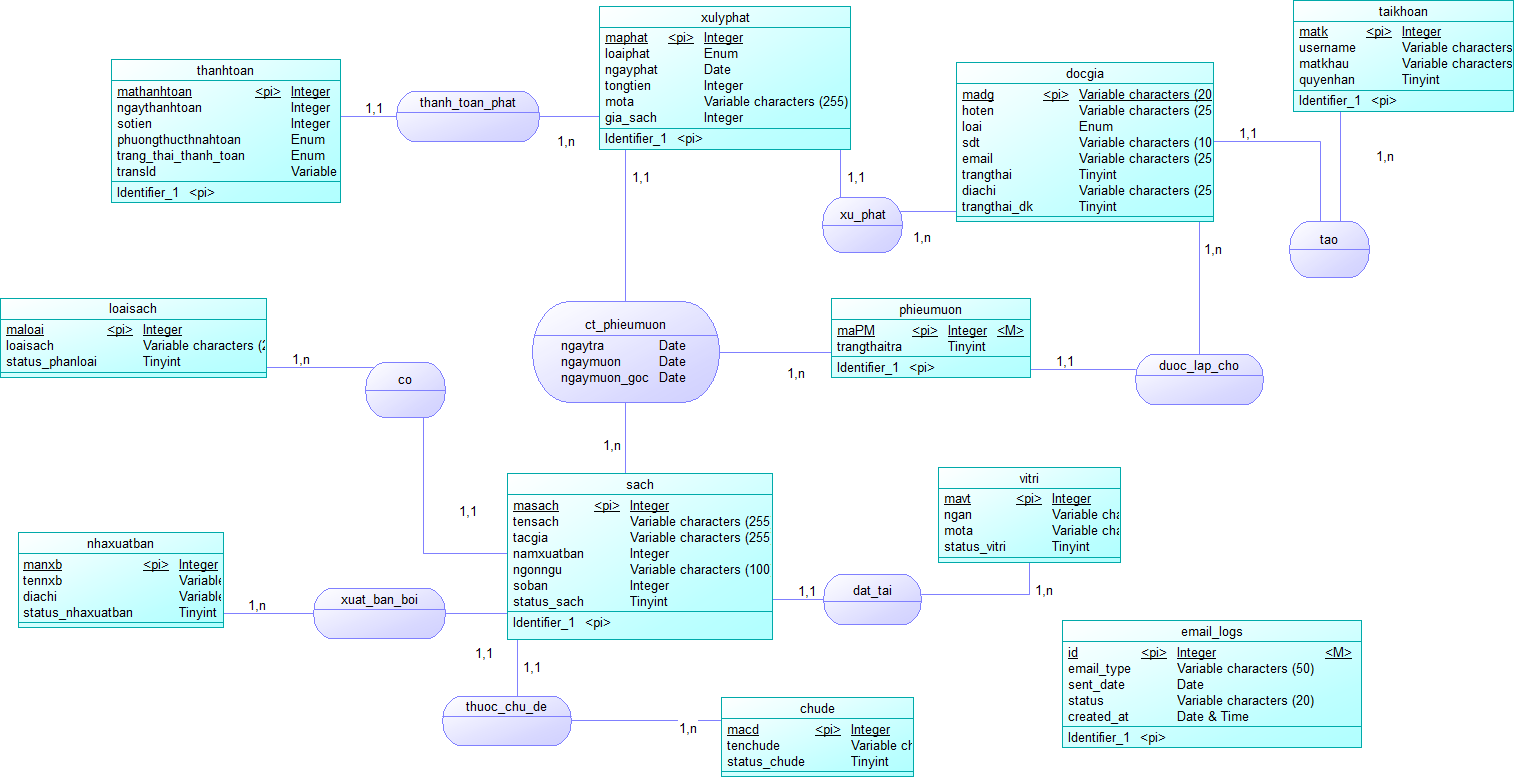 xulyphat
maphat <pi> Integer
loaiphat Enum
ngayphat Date
tongtien Integer
mota Variable characters (255)
gia_sach Integer
Identifier_1 <pi>
taikhoan
matk <pi> Integer
username Variable characters
matkhau Variable characters
quyenhan Tinyint
Identifier_1 <pi>
thanhtoan
mathanhtoan <pi> Integer
ngaythanhtoan Integer
sotien Integer
phuongthucthnahtoan Enum
trang_thai_thanh_toan Enum
transId Variable
Identifier_1 <pi>
1,1
thanh_toan_phat
1,n
docgia
madg <pi> Variable characters (20
hoten Variable characters (25
loai Enum
sdt Variable characters (10
email Variable characters (25
trangthai Tinyint
diachi Variable characters (25
trangthai_dk Tinyint
1,1
1,n
tao
1,1
1,1
xu_phat
1,n
1,n
loaisach
maloai <pi> Integer
loaisach Variable characters (2
status_phanloai Tinyint
1,n
co
ct_phieumuon
ngaytra Date
ngaymuon Date
ngaymuon_goc Date
1,n
phieumuon
maPM <pi> Integer <M>
trangthaitra Tinyint
Identifier_1 <pi>
1,1
duoc_lap_cho
1,n
1,1
sach
masach <pi> Integer
tensach Variable characters (255
tacgia Variable characters (255
namxuatban Integer
ngonngu Variable characters (100
soban Integer
status_sach Tinyint
Identifier_1 <pi>
vitri
mavt <pi> Integer
ngan Variable cha
mota Variable cha
status_vitri Tinyint
nhaxuatban
manxb <pi> Integer
tennxb Variable
diachi Variable
status_nhaxuatban Tinyint
1,n
xuat_ban_boi
1,1
1,1
dat_tai
1,n
1,1
thuoc_chu_de
1,n
chude
macd <pi> Integer
tenchude Variable ch
status_chude Tinyint
email_logs
id <pi> Integer <M>
email_type Variable characters (50)
sent_date Date
status Variable characters (20)
created_at Date & Time
Identifier_1 <pi>